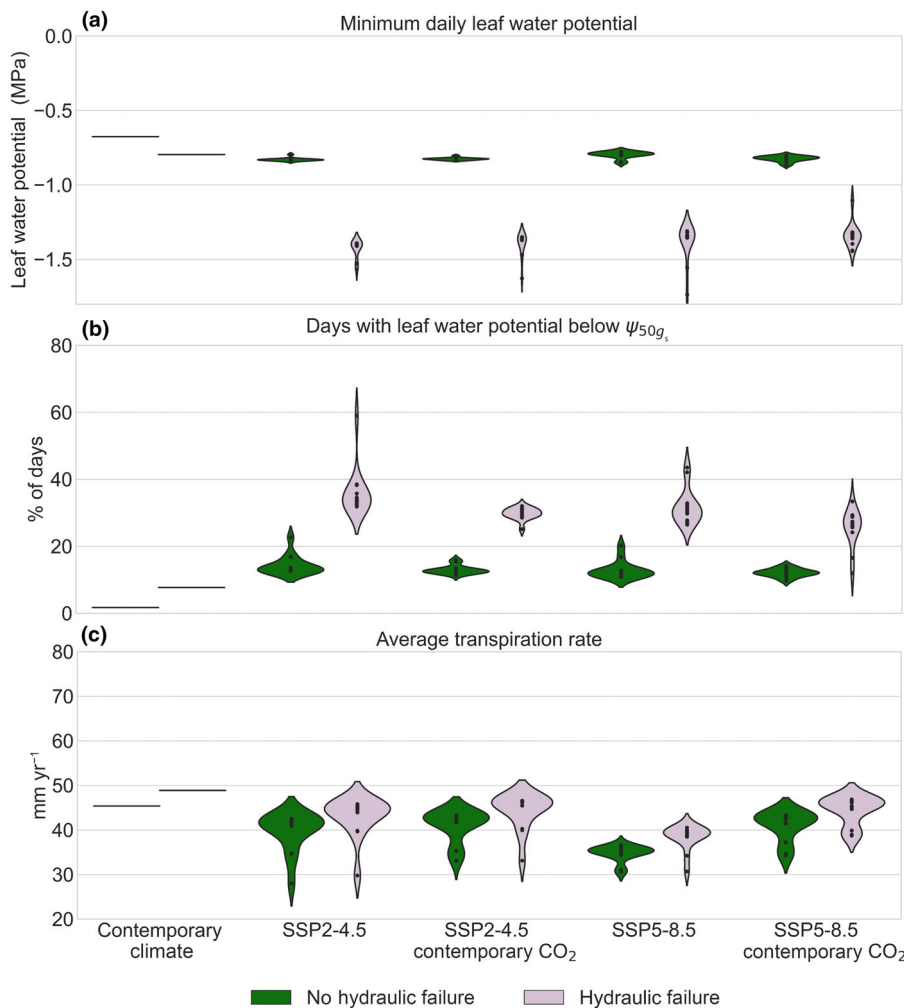 (a)
Minimum daily leaf water potential
Leaf water potential (MPa)
0.0
−0.5
−1.0
−1.5
(b)
Days with leaf water potential below ψ50gs
% of days
80
60
40
20
0
(c)
Average transpiration rate
mm yr−1
80
70
60
50
40
30
20
Contemporary
climate
SSP2-4.5
SSP2-4.5
contemporary CO2
SSP5-8.5
SSP5-8.5
contemporary CO2
No hydraulic failure
Hydraulic failure